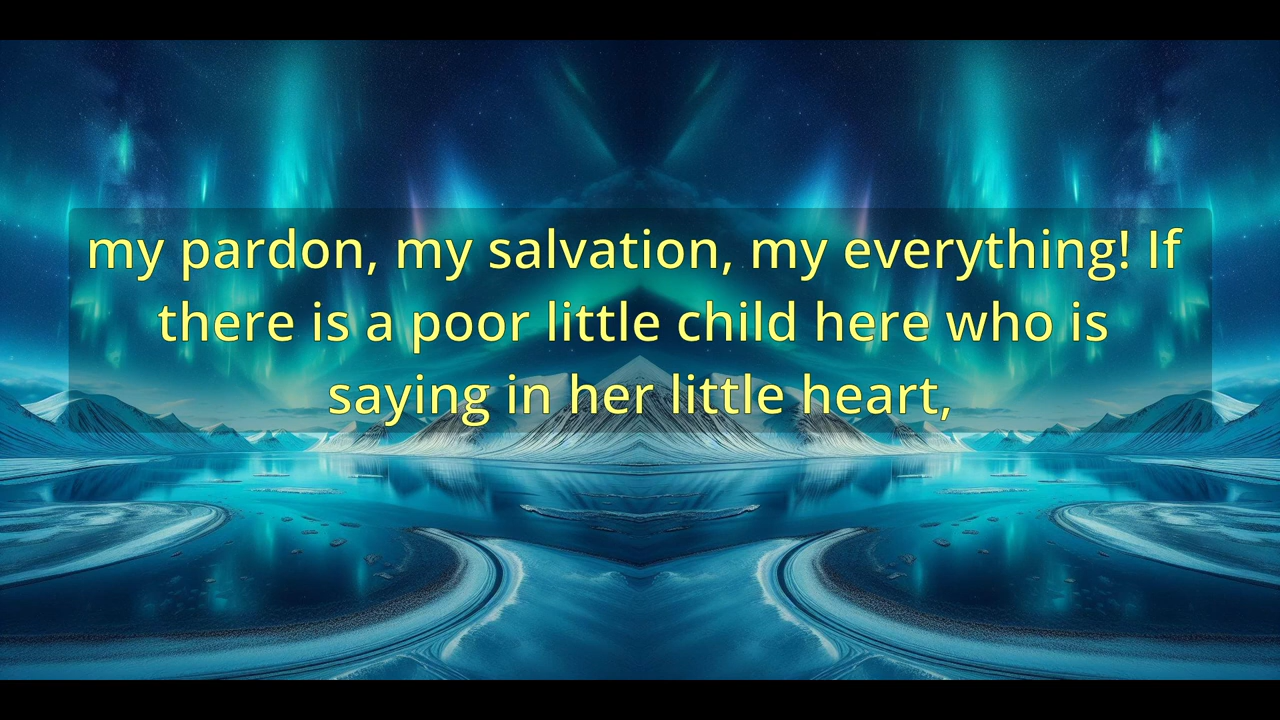 my pardon, my salvation, my everything! If
there is a poor little child here who is
saying in her little heart,